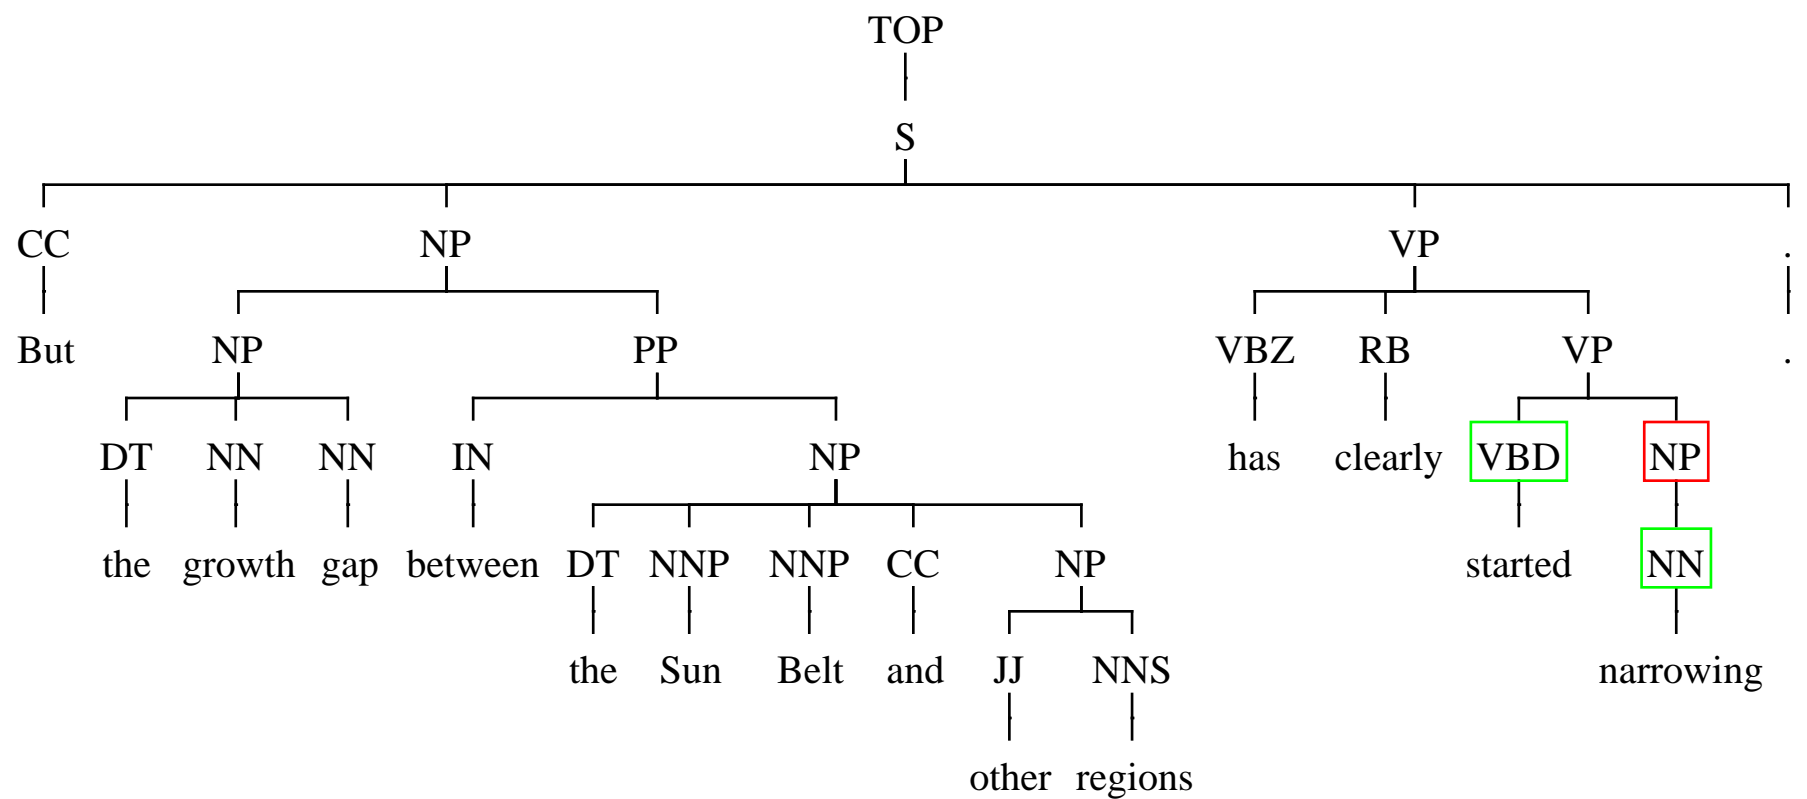 TOP
S
CC NP VP .
But NP PP VBZ RB VP .
DT NN NN IN NP has clearly VBD NP
the growth gap between DT NNP NNP CC NP started NN
the Sun Belt and JJ NNS narrowing
other regions